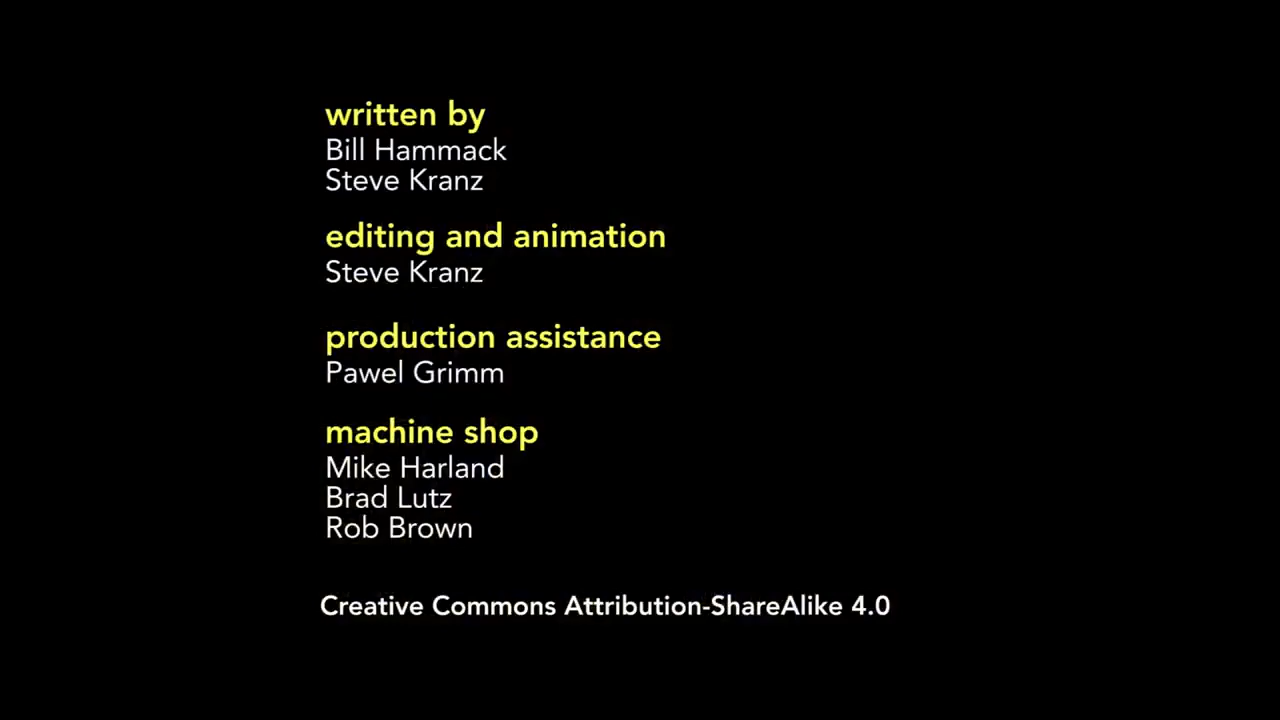 written by
Bill Hammack
Steve Kranz
editing and animation
Steve Kranz
production assistance
Pawel Grimm
machine shop
Mike Harland
Brad Lutz
Rob Brown
Creative Commons Attribution-ShareAlike 4.0